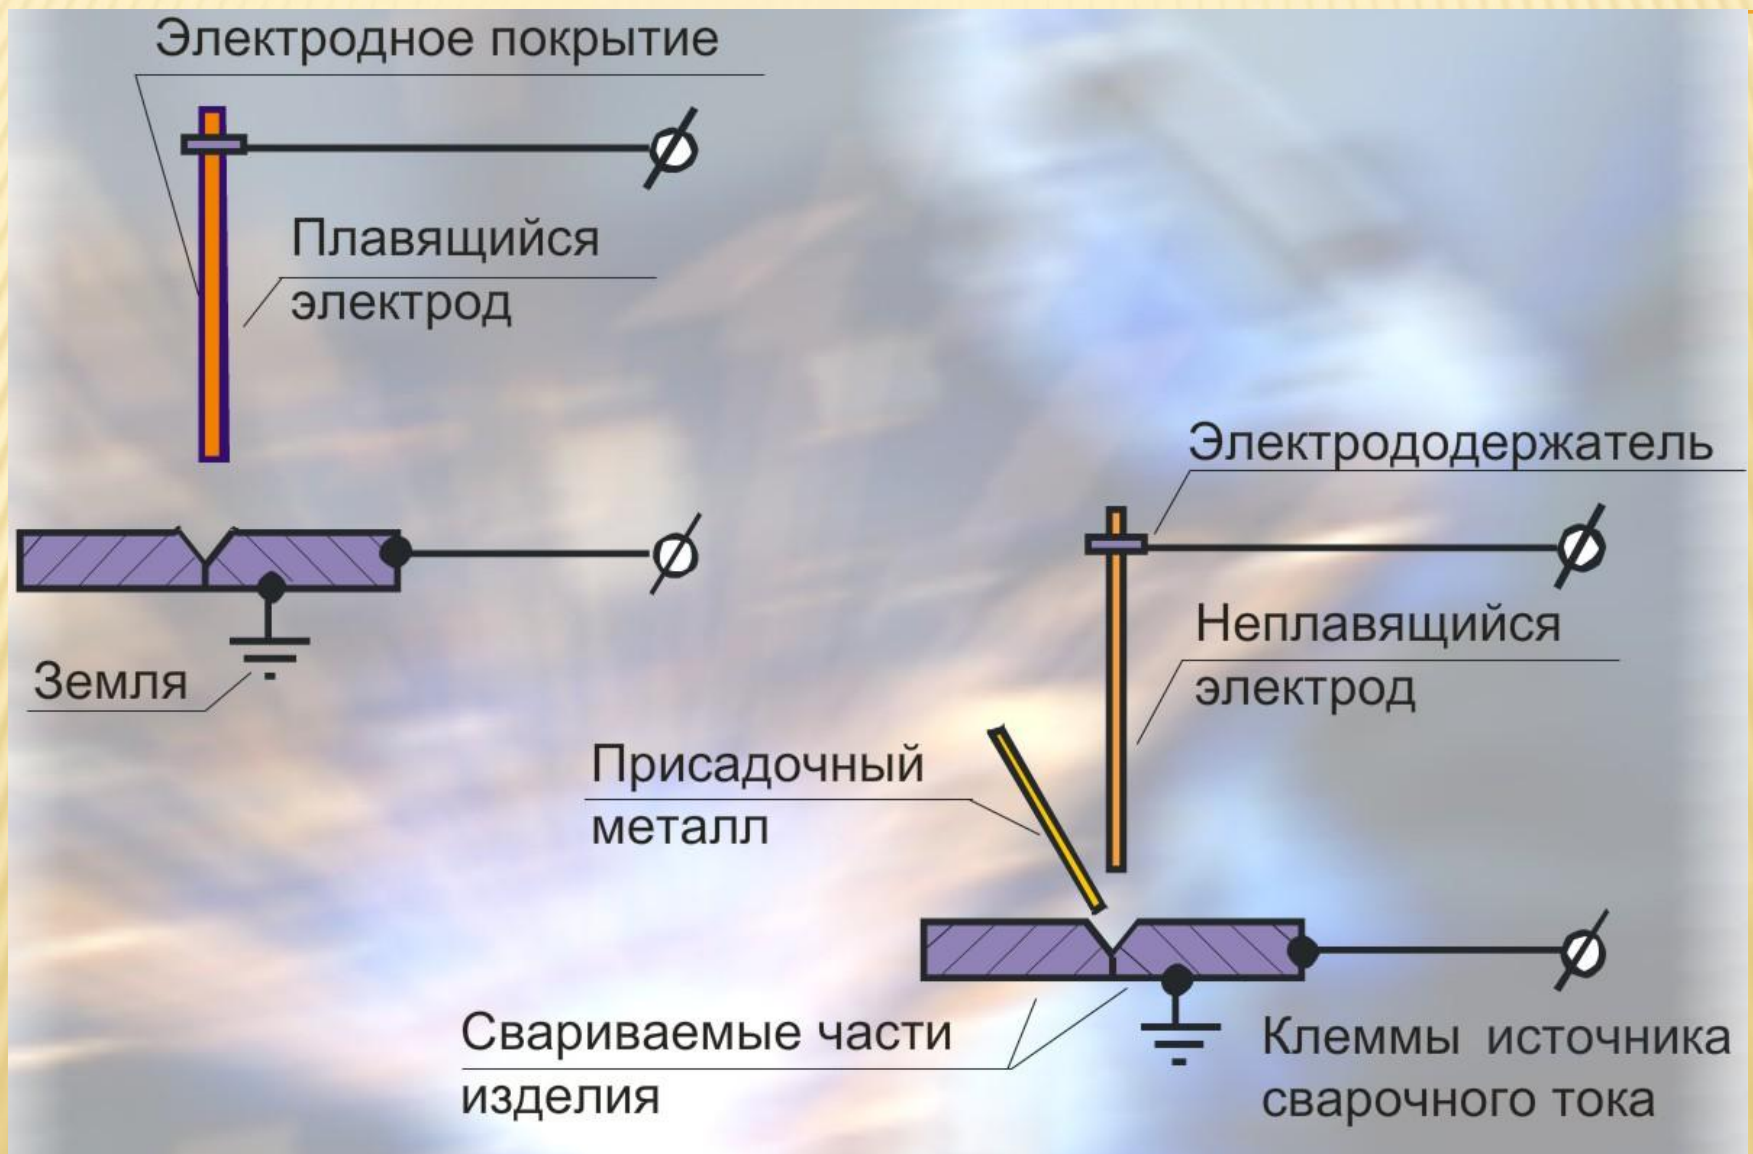 Электродное покрытие
Плавящийся
электрод
Земля
Электрододержатель
Неплавящийся
электрод
Присадочный
металл
Свариваемые части
изделия
Клеммы источника
сварочного тока